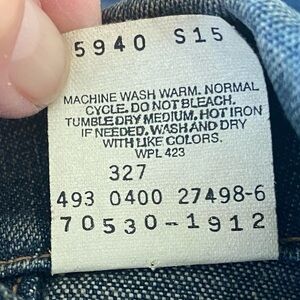 5940 S15
MACHINE WASH WARM. NORMAL
CYCLE. DO NOT BLEACH.
TUMBLE DRY MEDIUM. HOT IRON
IF NEEDED. WASH AND DRY
WITH LIKE COLORS.
WPL 423
327
493 0400 27498-6
70530-1912